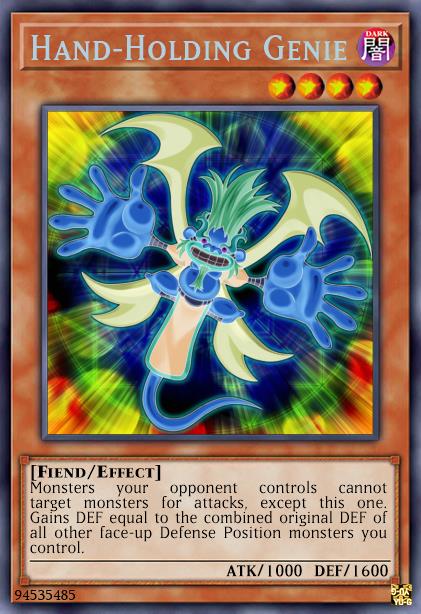 HAND-HOLDING GENIE
DARK
闇
[FIEND/EFFECT]
Monsters your opponent controls cannot
target monsters for attacks, except this one.
Gains DEF equal to the combined original DEF of
all other face-up Defense Position monsters you
control.
ATK/1000 DEF/1600
94535485